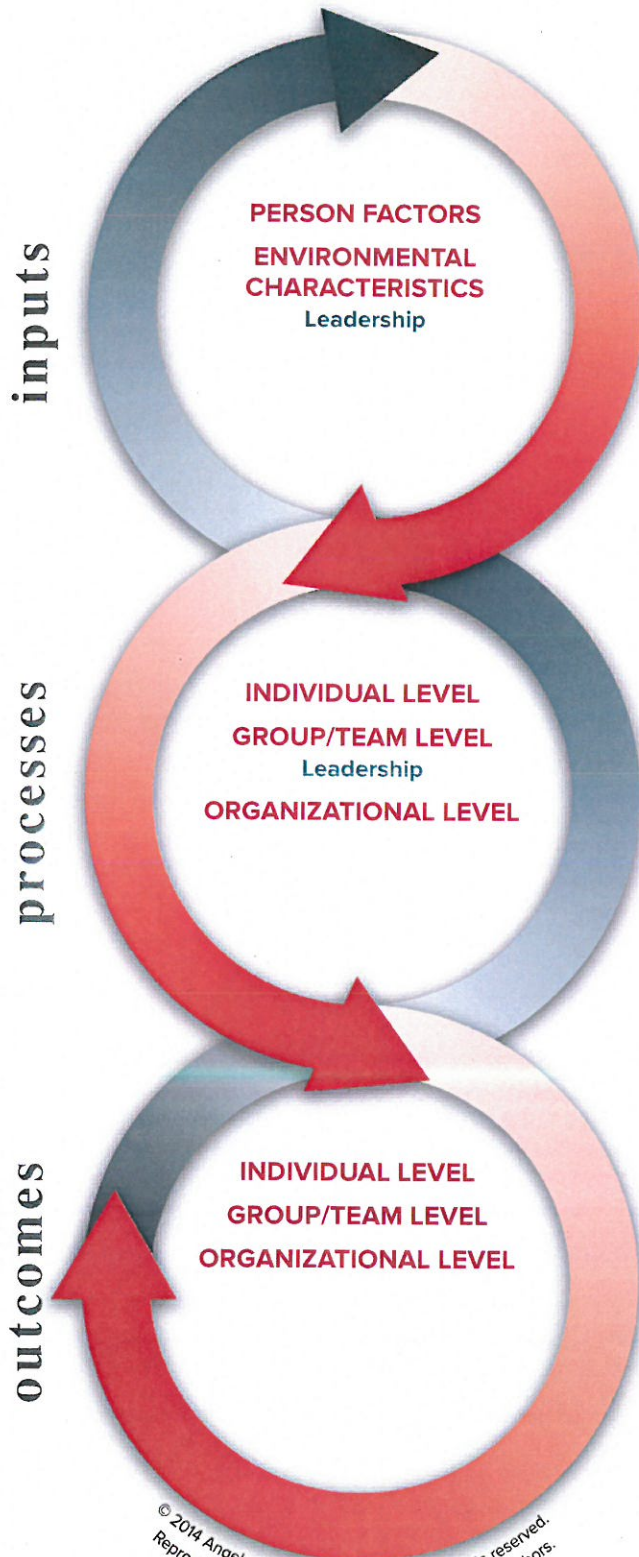 inputs
PERSON FACTORS
ENVIRONMENTAL
CHARACTERISTICS
Leadership
processes
INDIVIDUAL LEVEL
GROUP/TEAM LEVEL
Leadership
ORGANIZATIONAL LEVEL
outcomes
INDIVIDUAL LEVEL
GROUP/TEAM LEVEL
ORGANIZATIONAL LEVEL
© 2014 reserved.